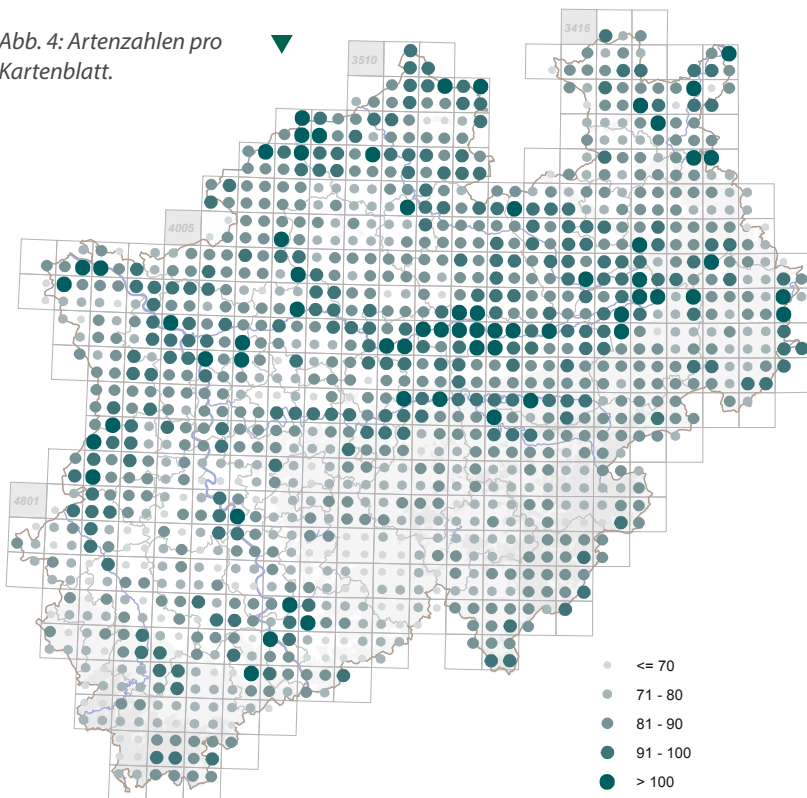 Abb. 4: Artenzahlen pro
Kartenblatt.
3510
3416
4005
4801
<= 70
71 - 80
81 - 90
91 - 100
> 100